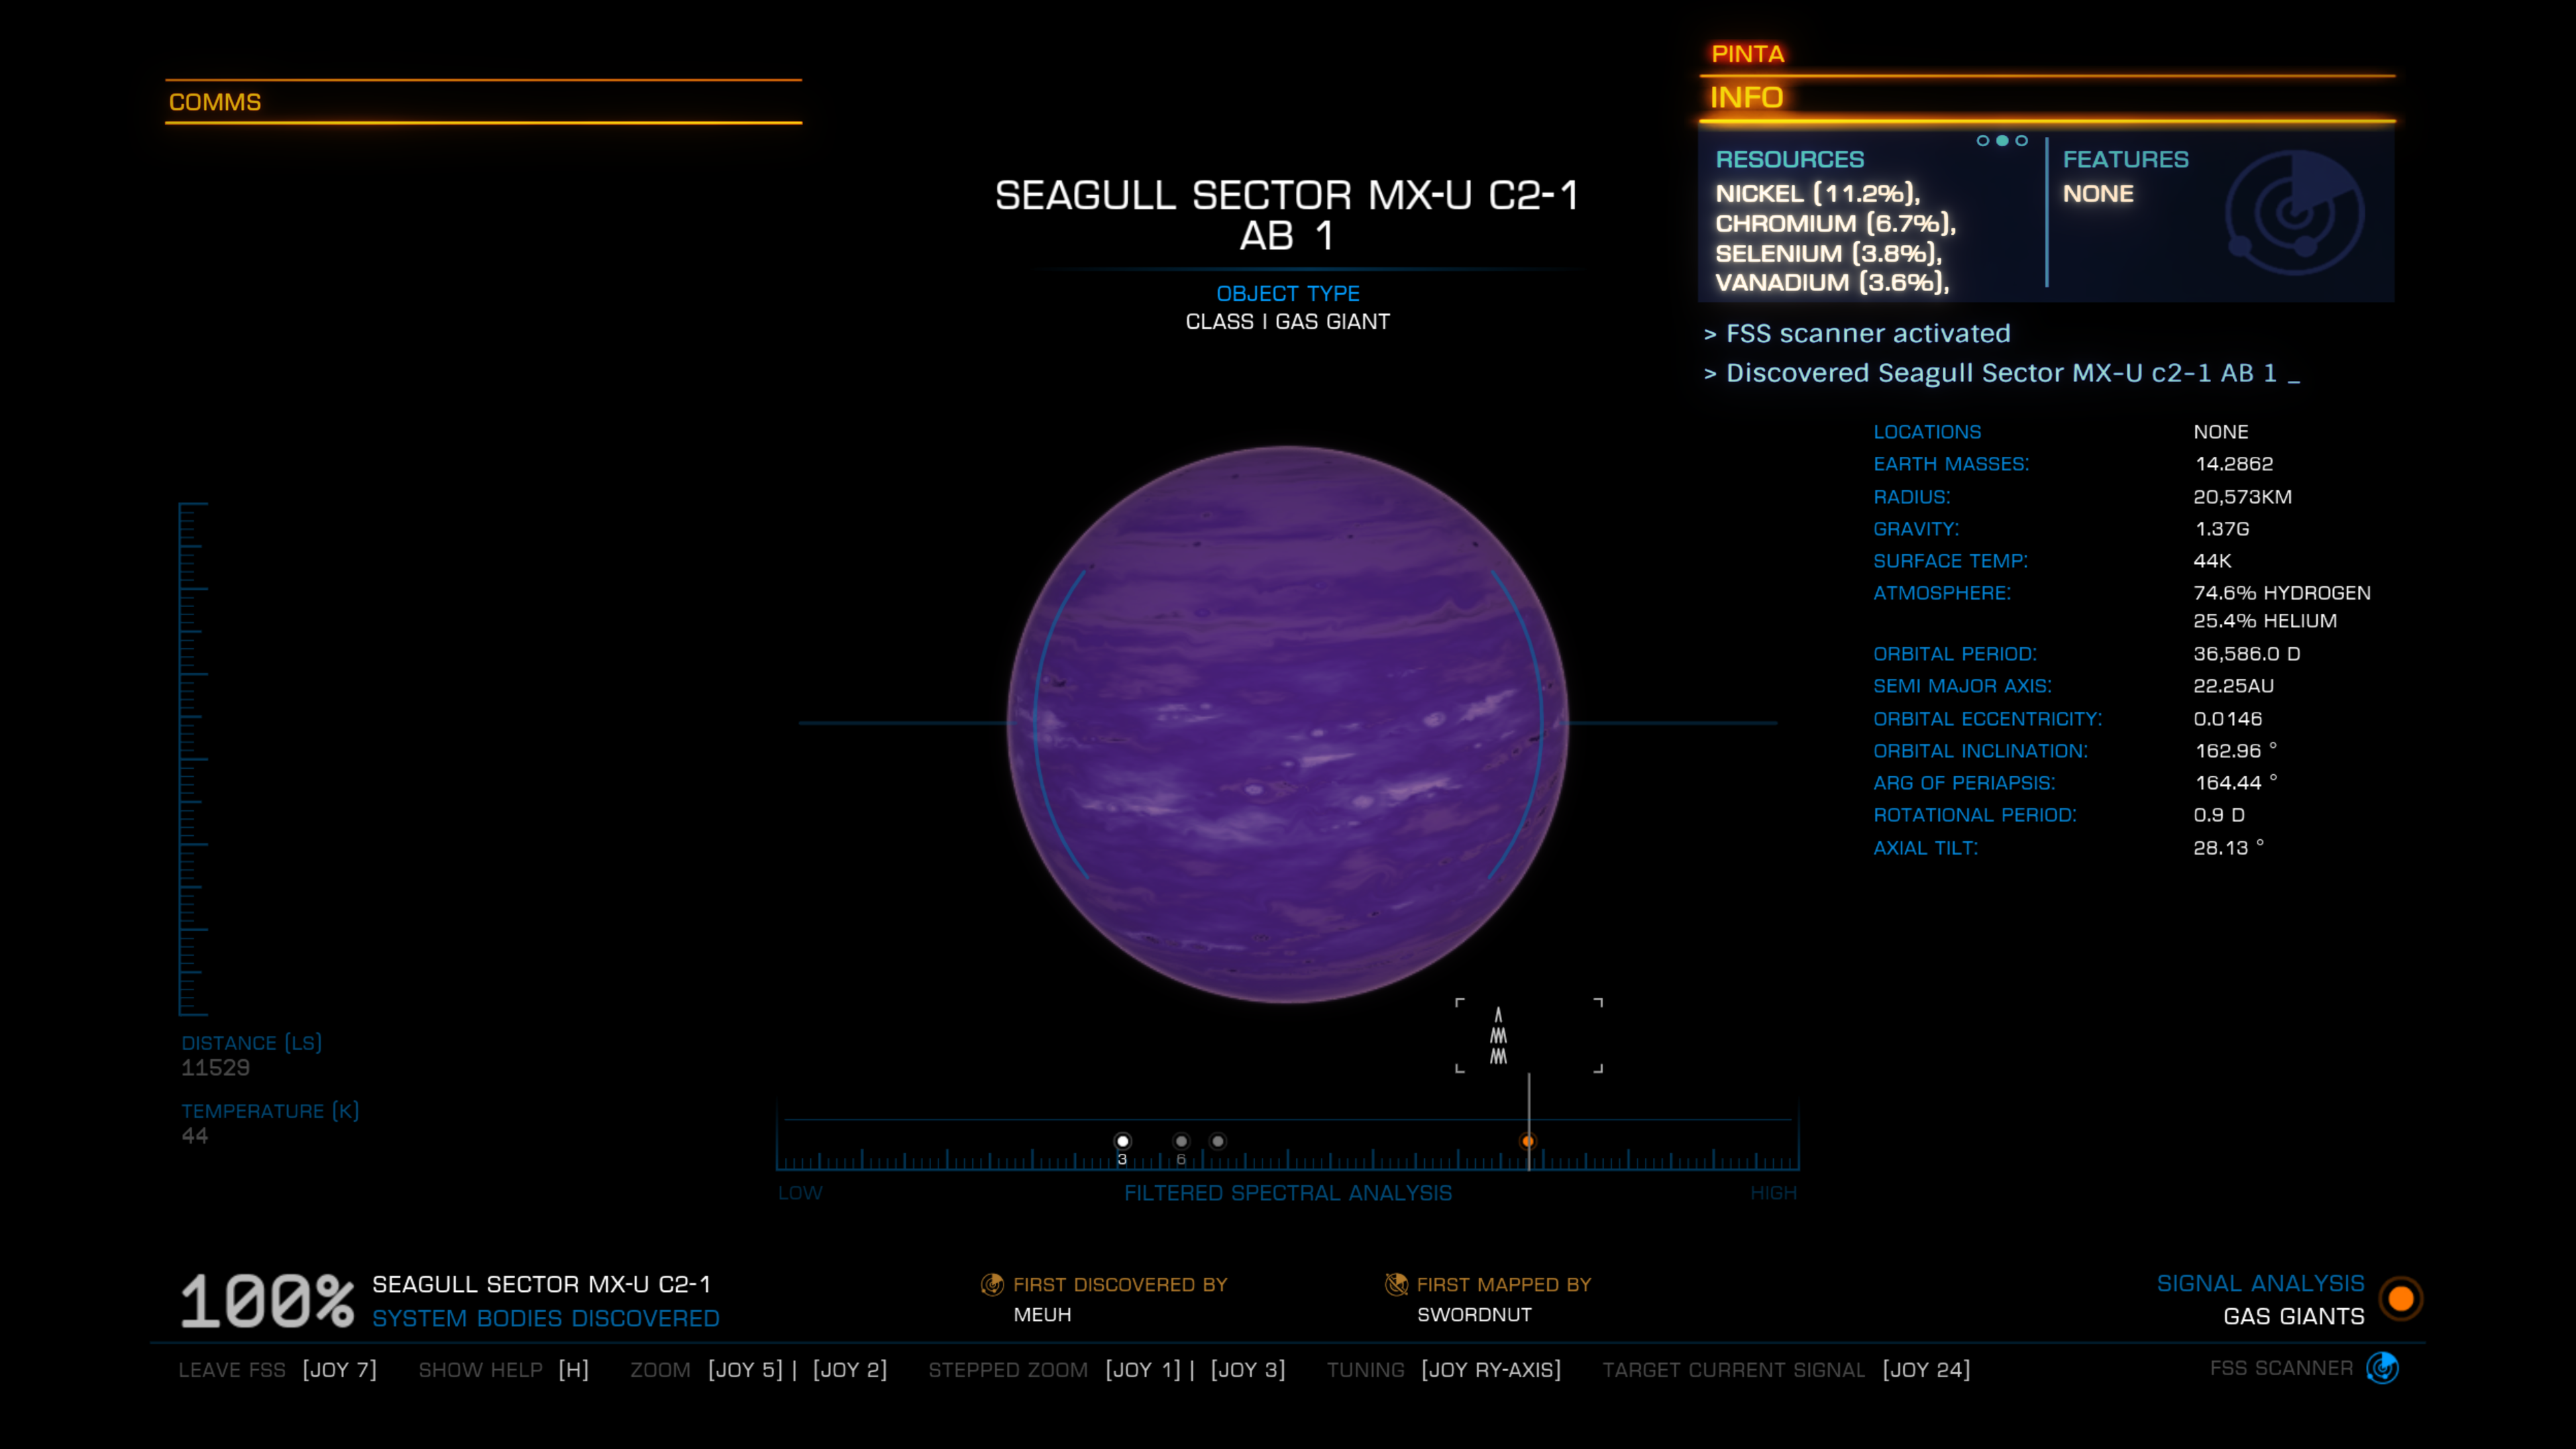 COMMS
PINTA
INFO
RESOURCES
NICKEL (11.2%),
CHROMIUM (6.7%),
SELENIUM (3.8%),
VANADIUM (3.6%),
FEATURES
NONE
> FSS scanner activated
> Discovered Seagull Sector MX-U c2-1 AB 1 _
SEAGULL SECTOR MX-U C2-1
AB 1
OBJECT TYPE
CLASS I GAS GIANT
LOCATIONS NONE
EARTH MASSES: 14.2862
RADIUS: 20,573KM
GRAVITY: 1.37G
SURFACE TEMP: 44K
ATMOSPHERE: 74.6% HYDROGEN
25.4% HELIUM
ORBITAL PERIOD: 36,586.0 D
SEMI MAJOR AXIS: 22.25AU
ORBITAL ECCENTRICITY: 0.0146
ORBITAL INCLINATION: 162.96 °
ARG OF PERIAPSIS: 164.44 °
ROTATIONAL PERIOD: 0.9 D
AXIAL TILT: 28.13 °
DISTANCE (LS)
11529
TEMPERATURE (K)
44
3 6
LOW FILTERED SPECTRAL ANALYSIS HIGH
100%
SEAGULL SECTOR MX-U C2-1
SYSTEM BODIES DISCOVERED
FIRST DISCOVERED BY
MEUH
FIRST MAPPED BY
SWORDNUT
SIGNAL ANALYSIS
GAS GIANTS
LEAVE FSS [JOY 7] SHOW HELP [H] ZOOM [JOY 5] | [JOY 2] STEPPED ZOOM [JOY 1] | [JOY 3] TUNING [JOY RY-AXIS] TARGET CURRENT SIGNAL [JOY 24] FSS SCANNER